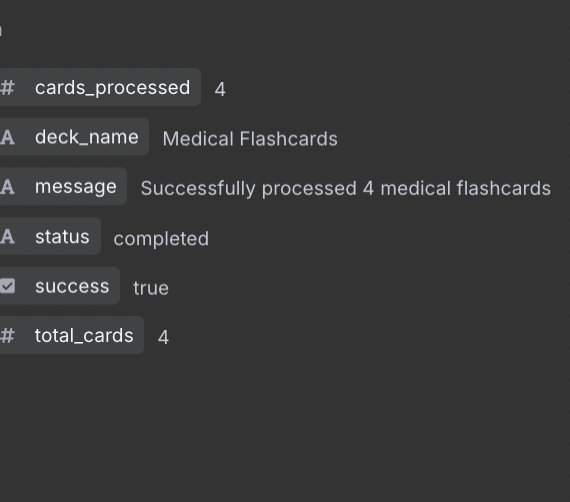 # cards_processed 4
A deck_name Medical Flashcards
A message Successfully processed 4 medical flashcards
A status completed
success true
# total_cards 4